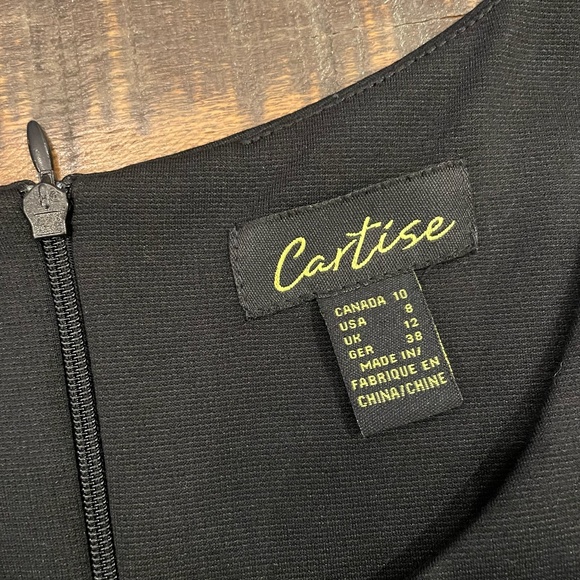 Cartise
CANADA 10
USA 8
UK 12
GER 38
MADE IN/
FABRIQUE EN
CHINA/CHINE